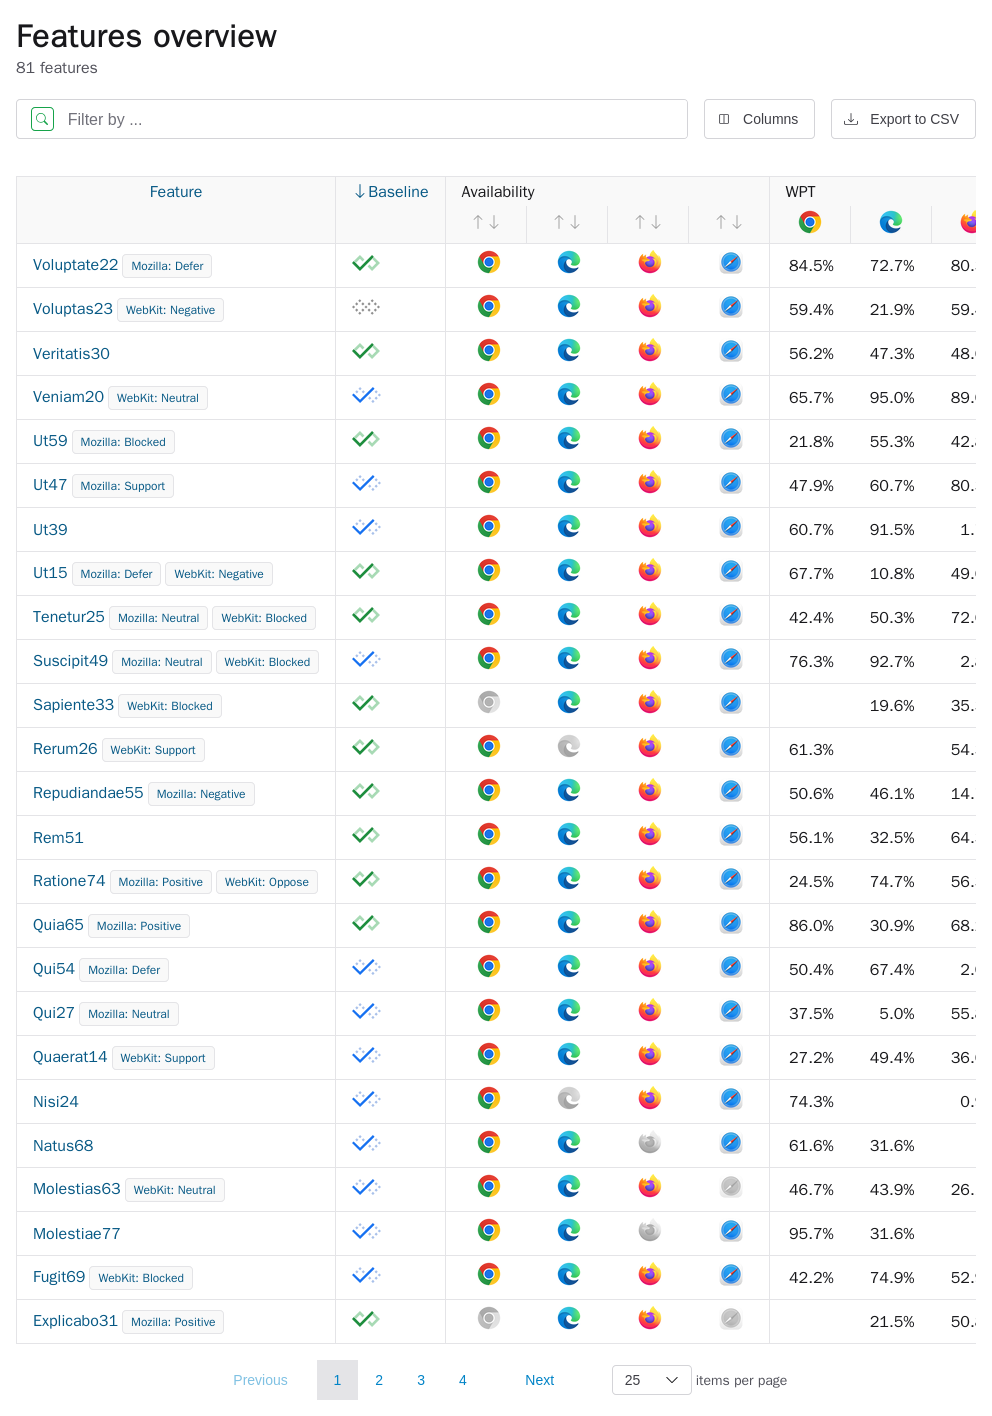 Features overview
81 features
Filter by ...
Columns
Export to CSV
Feature Baseline Availability WPT
Voluptate22 Mozilla: Defer 84.5% 72.7% 80.
Voluptas23 WebKit: Negative 59.4% 21.9% 59.
Veritatis30 56.2% 47.3% 48.
Veniam20 WebKit: Neutral 65.7% 95.0% 89.
Ut59 Mozilla: Blocked 21.8% 55.3% 42.
Ut47 Mozilla: Support 47.9% 60.7% 80.
Ut39 60.7% 91.5% 1.
Ut15 Mozilla: Defer WebKit: Negative 67.7% 10.8% 49.
Tenetur25 Mozilla: Neutral WebKit: Blocked 42.4% 50.3% 72.
Suscipit49 Mozilla: Neutral WebKit: Blocked 76.3% 92.7% 2.
Sapiente33 WebKit: Blocked 19.6% 35.
Rerum26 WebKit: Support 61.3% 54.
Repudiandae55 Mozilla: Negative 50.6% 46.1% 14.
Rem51 56.1% 32.5% 64.
Ratione74 Mozilla: Positive WebKit: Oppose 24.5% 74.7% 56.
Quia65 Mozilla: Positive 86.0% 30.9% 68.
Qui54 Mozilla: Defer 50.4% 67.4% 2.
Qui27 Mozilla: Neutral 37.5% 5.0% 55.
Quaerat14 WebKit: Support 27.2% 49.4% 36.
Nisi24 74.3% 0.
Natus68 61.6% 31.6%
Molestias63 WebKit: Neutral 46.7% 43.9% 26.
Molestiae77 95.7% 31.6%
Fugit69 WebKit: Blocked 42.2% 74.9% 52.
Explicabo31 Mozilla: Positive 21.5% 50.
Previous 1 2 3 4 Next 25 items per page